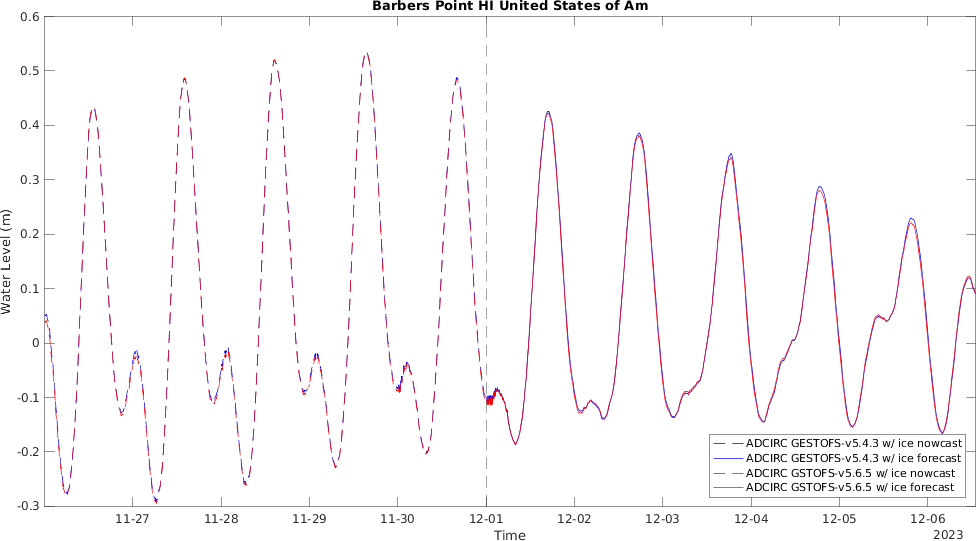 Barbers Point HI United States of Am
0.6
0.5
0.4
0.3
0.2
0.1
0
-0.1
-0.2
-0.3
Water Level (m)
ADCIRC GESTOFS-v5.4.3 w/ ice nowcast
ADCIRC GESTOFS-v5.4.3 w/ ice forecast
ADCIRC GSTOFS-v5.6.5 w/ ice nowcast
ADCIRC GSTOFS-v5.6.5 w/ ice forecast
11-27 11-28 11-29 11-30 12-01 12-02 12-03 12-04 12-05 12-06
Time
2023